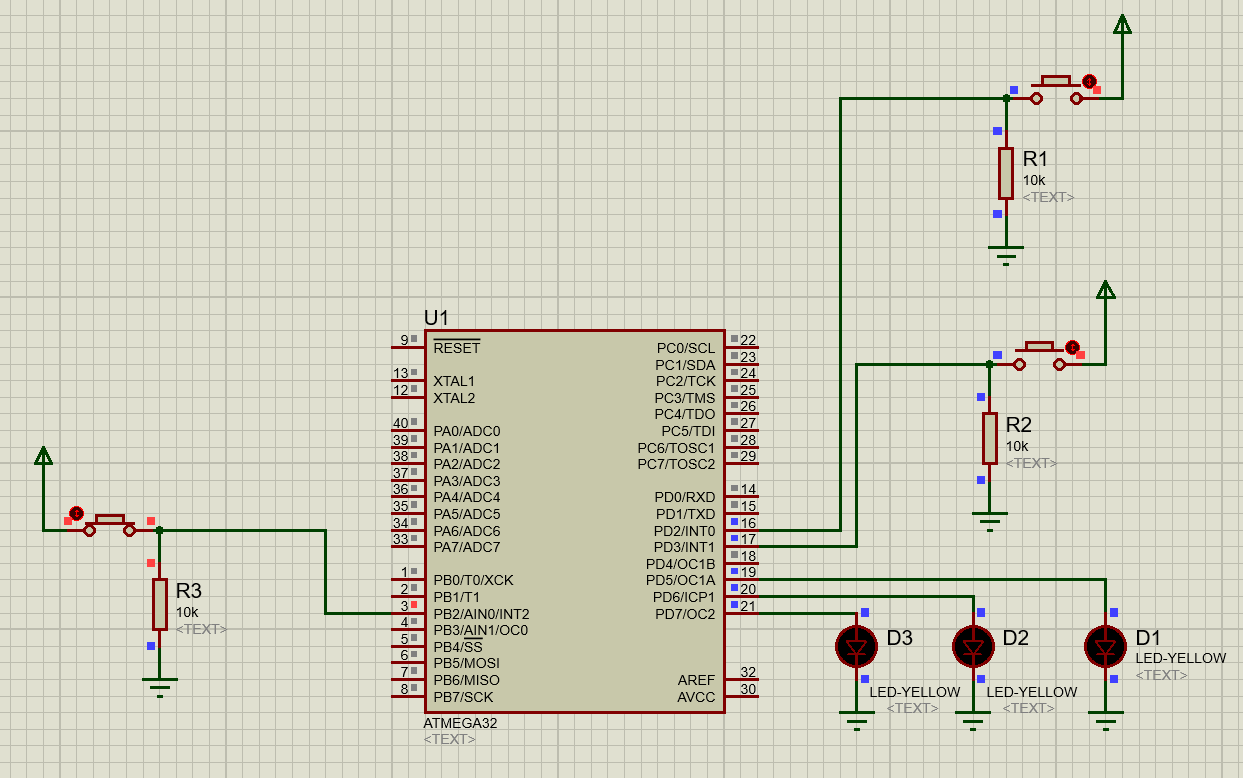 R1
10k
<TEXT>
R2
10k
<TEXT>
U1
9 RESET
13 XTAL1
12 XTAL2
40 PA0/ADC0
39 PA1/ADC1
38 PA2/ADC2
37 PA3/ADC3
36 PA4/ADC4
35 PA5/ADC5
34 PA6/ADC6
33 PA7/ADC7
1 PB0/T0/XCK
2 PB1/T1
3 PB2/AIN0/INT2
4 PB3/AIN1/OC0
5 PB4/SS
6 PB5/MOSI
7 PB6/MISO
8 PB7/SCK
PC0/SCL 22
PC1/SDA 23
PC2/TCK 24
PC3/TMS 25
PC4/TDO 26
PC5/TDI 27
PC6/TOSC1 28
PC7/TOSC2 29
PD0/RXD 14
PD1/TXD 15
PD2/INT0 16
PD3/INT1 17
PD4/OC1B 18
PD5/OC1A 19
PD6/ICP1 20
PD7/OC2 21
AREF 32
AVCC 30
ATMEGA32
<TEXT>
R3
10k
<TEXT>
D3
LED-YELLOW
<TEXT>
D2
LED-YELLOW
<TEXT>
D1
LED-YELLOW
<TEXT>